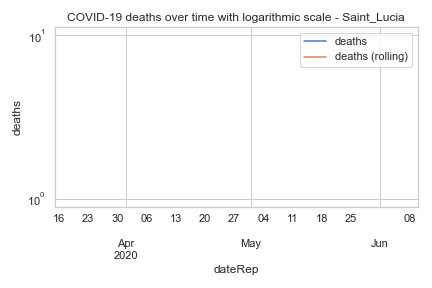 COVID-19 deaths over time with logarithmic scale - Saint_Lucia
deaths
deaths (rolling)
10¹
deaths
10⁰
16 23 30 06 13 20 27 04 11 18 25 08
Apr May Jun
2020
dateRep